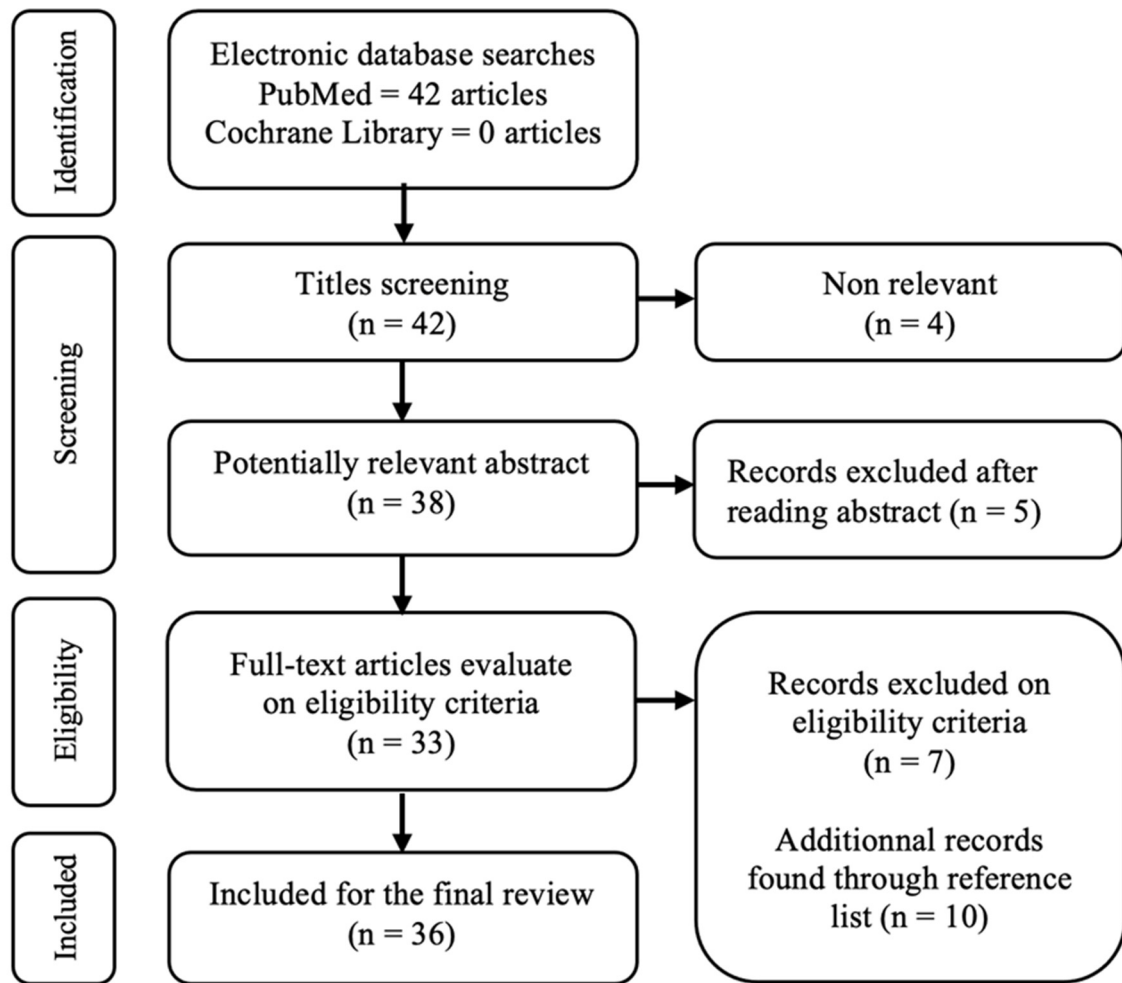 Identification
Electronic database searches
PubMed = 42 articles
Cochrane Library = 0 articles
Screening
Titles screening
(n = 42)
Non relevant
(n = 4)
Potentially relevant abstract
(n = 38)
Records excluded after
reading abstract (n = 5)
Eligibility
Full-text articles evaluate
on eligibility criteria
(n = 33)
Records excluded on
eligibility criteria
(n = 7)
Additionnal records
found through reference
list (n = 10)
Included
Included for the final review
(n = 36)